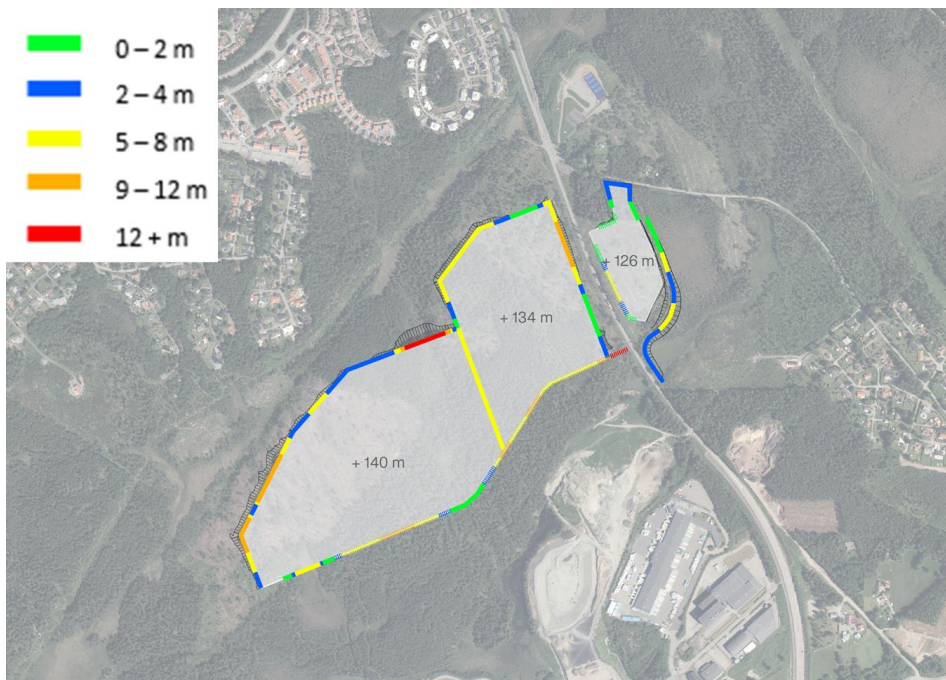 0 – 2 m
2 – 4 m
5 – 8 m
9 – 12 m
12 + m
+ 126 m
+ 134 m
+ 140 m